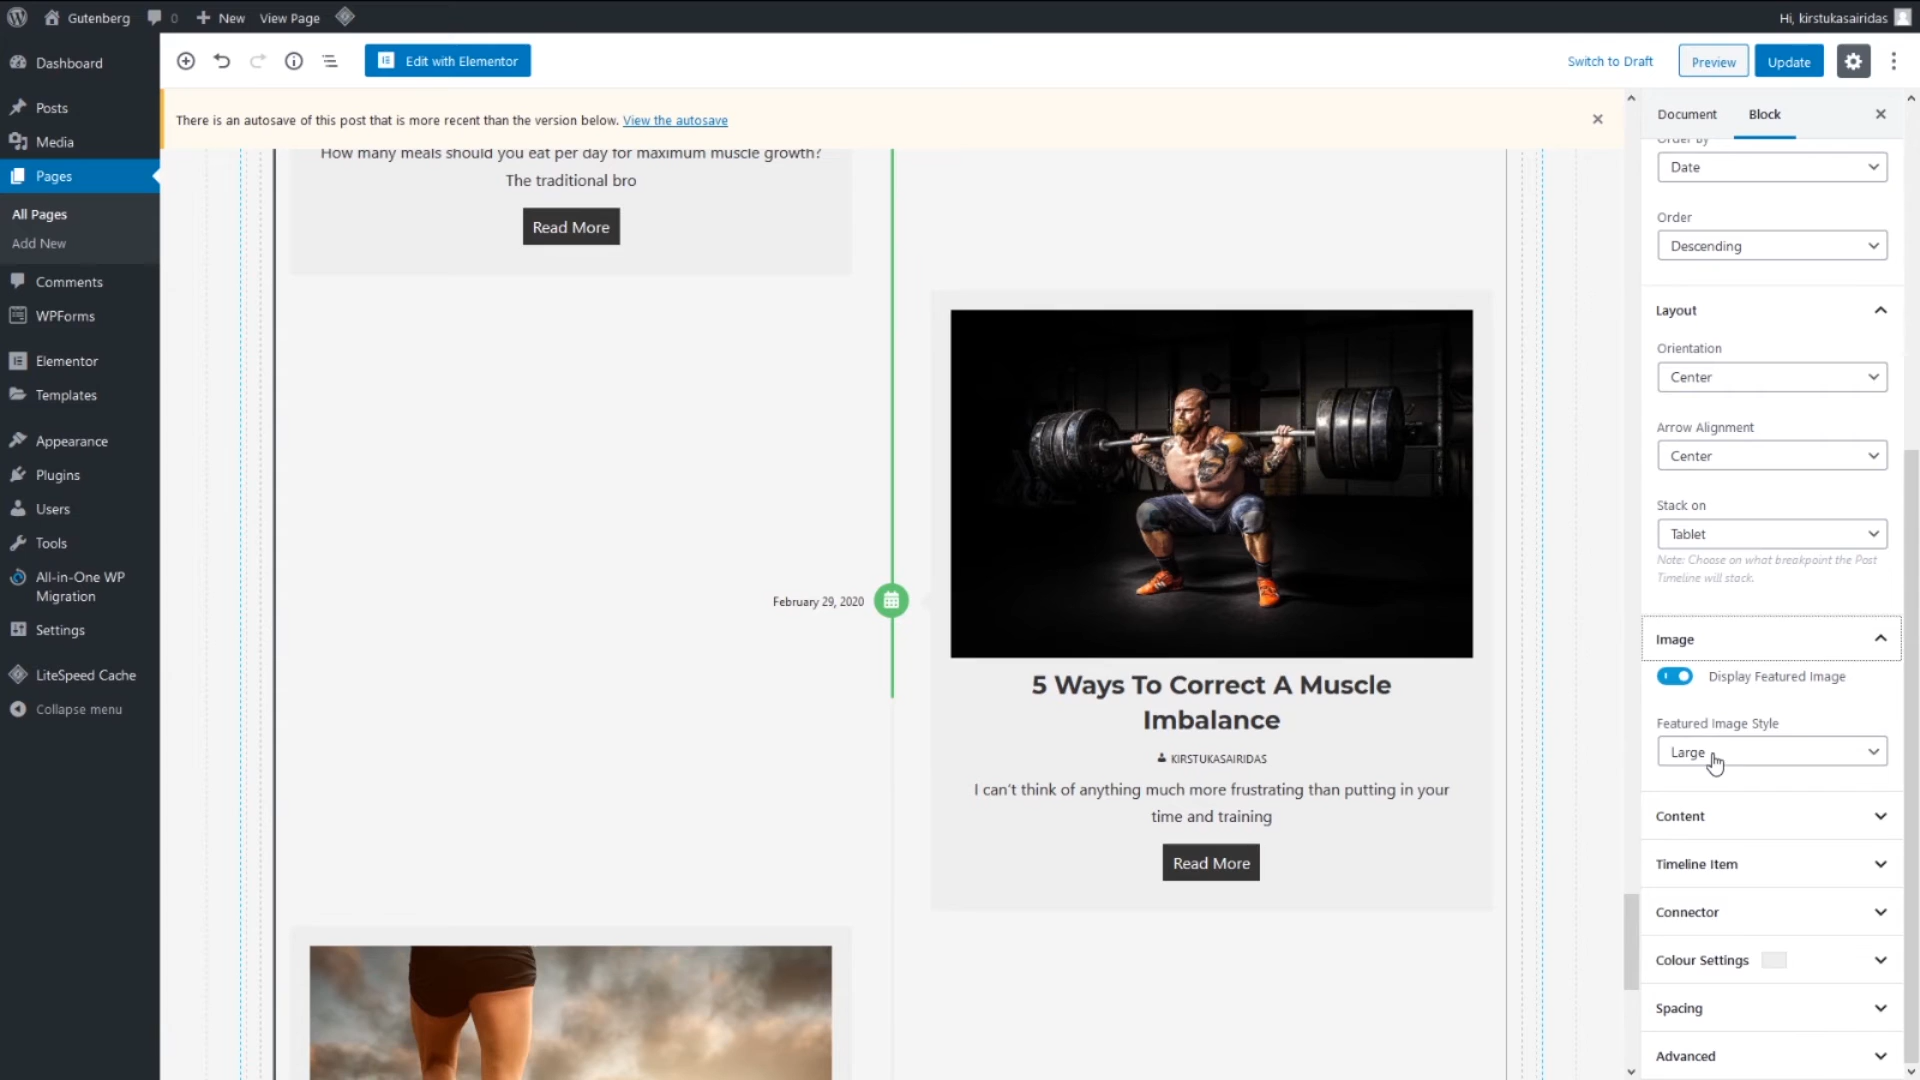 Gutenberg
0
New
View Page
Hi, kirstukasairidas
Dashboard
Posts
Media
Pages
All Pages
Add New
Comments
WPForms
Elementor
Templates
Appearance
Plugins
Users
Tools
All-in-One WP
Migration
Settings
LiteSpeed Cache
Collapse menu
Edit with Elementor
Switch to Draft
Preview
Update
There is an autosave of this post that is more recent than the version below. View the autosave
How many meals should you eat per day for maximum muscle growth?
The traditional bro
Read More
February 29, 2020
5 Ways To Correct A Muscle
Imbalance
KIRSTUKASAIRIDAS
I can't think of anything much more frustrating than putting in your
time and training
Read More
Document
Block
Order by
Date
Order
Descending
Layout
Orientation
Center
Arrow Alignment
Center
Stack on
Tablet
Note: Choose on what breakpoint the Post
Timeline will stack.
Image
Display Featured Image
Featured Image Style
Large
Content
Timeline Item
Connector
Colour Settings
Spacing
Advanced